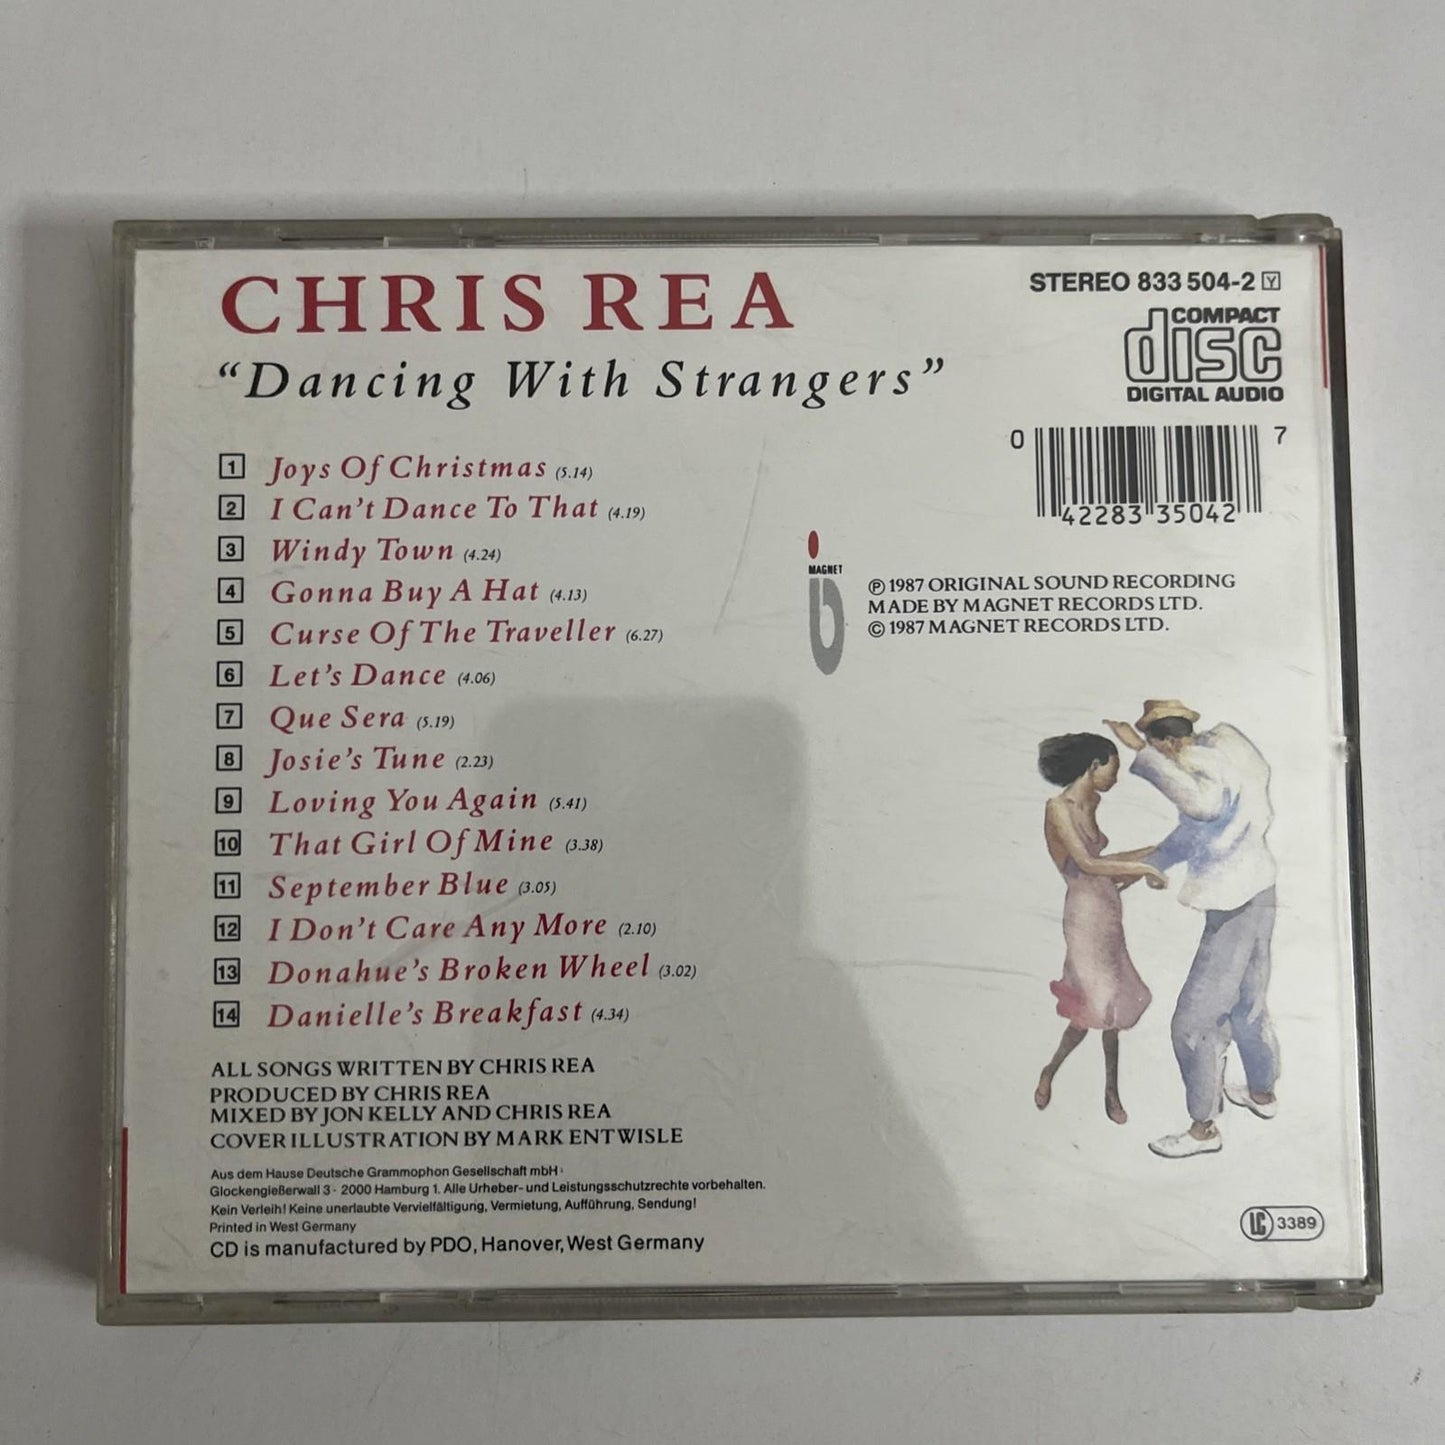 CHRIS REA
“Dancing With Strangers”
STEREO 833 504-2 Y
COMPACT
disc
DIGITAL AUDIO
0 42283 35042 7
1 Joys Of Christmas (5.14)
2 I Can't Dance To That (4.19)
3 Windy Town (4.24)
4 Gonna Buy A Hat (4.13)
5 Curse Of The Traveller (6.27)
6 Let's Dance (4.06)
7 Que Sera (5.19)
8 Josie's Tune (2.23)
9 Loving You Again (5.41)
10 That Girl Of Mine (3.38)
11 September Blue (3.05)
12 I Don't Care Any More (2.10)
13 Donahue's Broken Wheel (3.02)
14 Danielle's Breakfast (4.34)
MAGNET
℗ 1987 ORIGINAL SOUND RECORDING
MADE BY MAGNET RECORDS LTD.
© 1987 MAGNET RECORDS LTD.
ALL SONGS WRITTEN BY CHRIS REA
PRODUCED BY CHRIS REA
MIXED BY JON KELLY AND CHRIS REA
COVER ILLUSTRATION BY MARK ENTWISLE
Aus dem Hause Deutsche Grammophon Gesellschaft mbH ·
Glockengießerwall 3 · 2000 Hamburg 1. Alle Urheber- und Leistungsschutzrechte vorbehalten.
Kein Verleih! Keine unerlaubte Vervielfältigung, Vermietung, Aufführung, Sendung!
Printed in West Germany
CD is manufactured by PDO, Hanover, West Germany
LC 3389